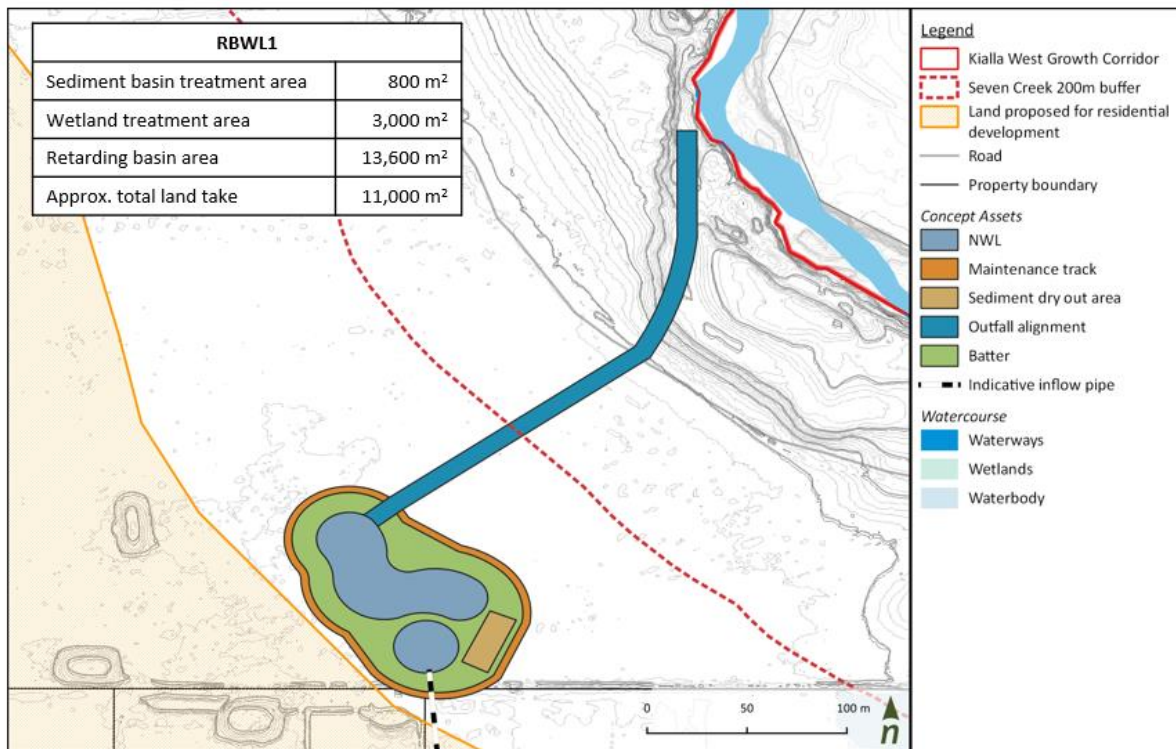 RBWL1
Sediment basin treatment area 800 m²
Wetland treatment area 3,000 m²
Retarding basin area 13,600 m²
Approx. total land take 11,000 m²
Legend
Kialla West Growth Corridor
Seven Creek 200m buffer
Land proposed for residential
development
Road
Property boundary
Concept Assets
NWL
Maintenance track
Sediment dry out area
Outfall alignment
Batter
Indicative inflow pipe
Watercourse
Waterways
Wetlands
Waterbody
0 50 100 m
n